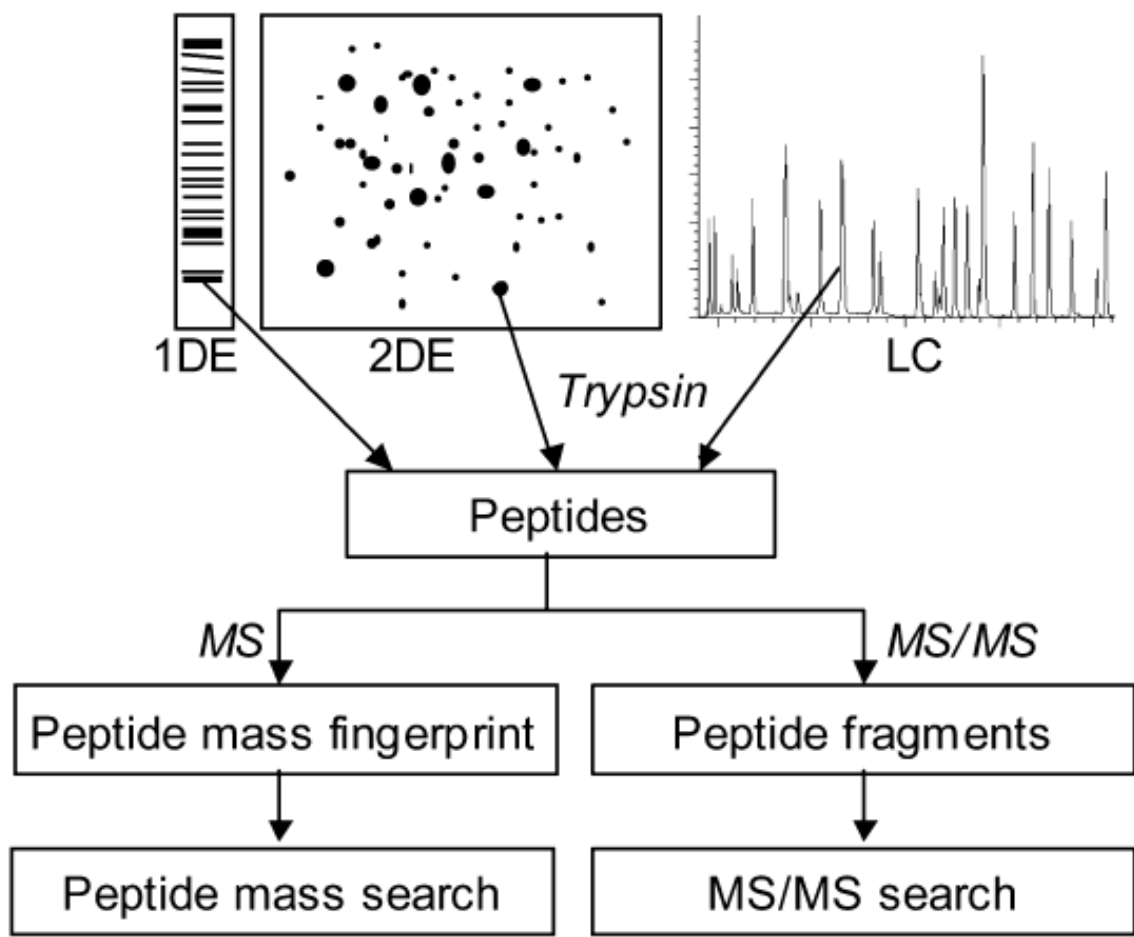 1DE
2DE
LC
Trypsin
Peptides
MS
MS/MS
Peptide mass fingerprint
Peptide fragments
Peptide mass search
MS/MS search